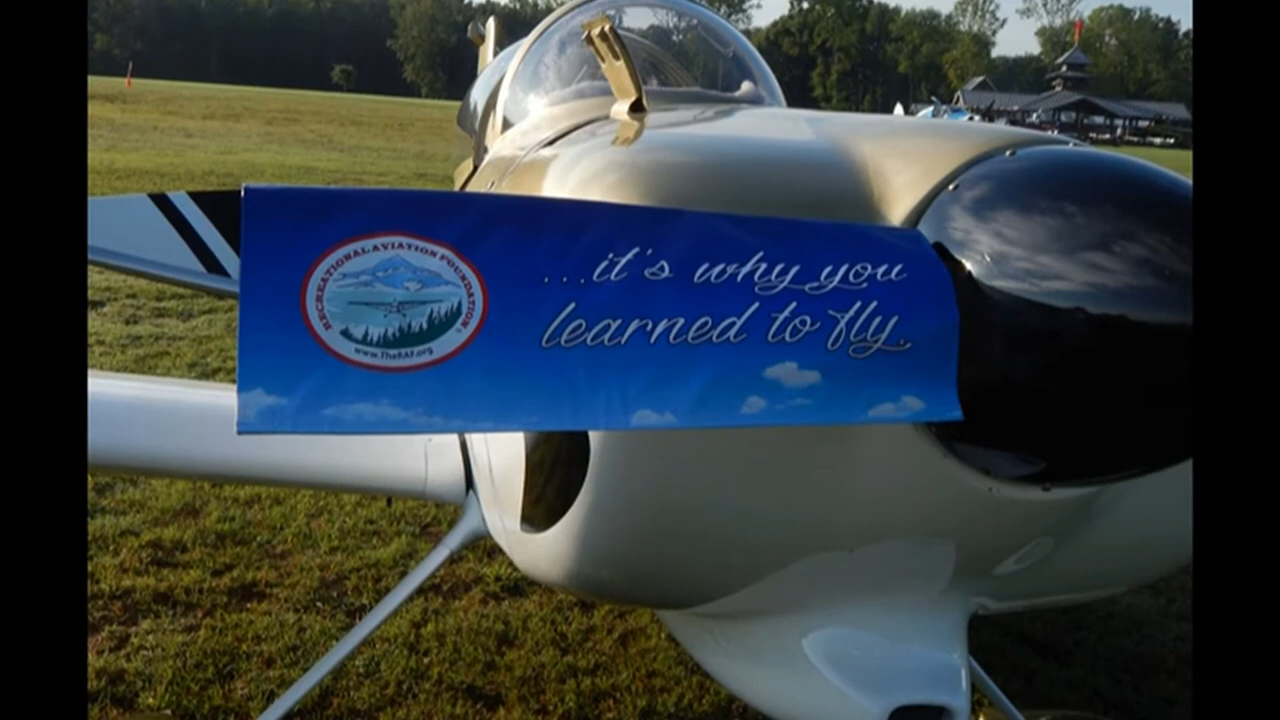 RECREATIONAL AVIATION FOUNDATION
www.TheRAF.org
...it's why you
learned to fly.